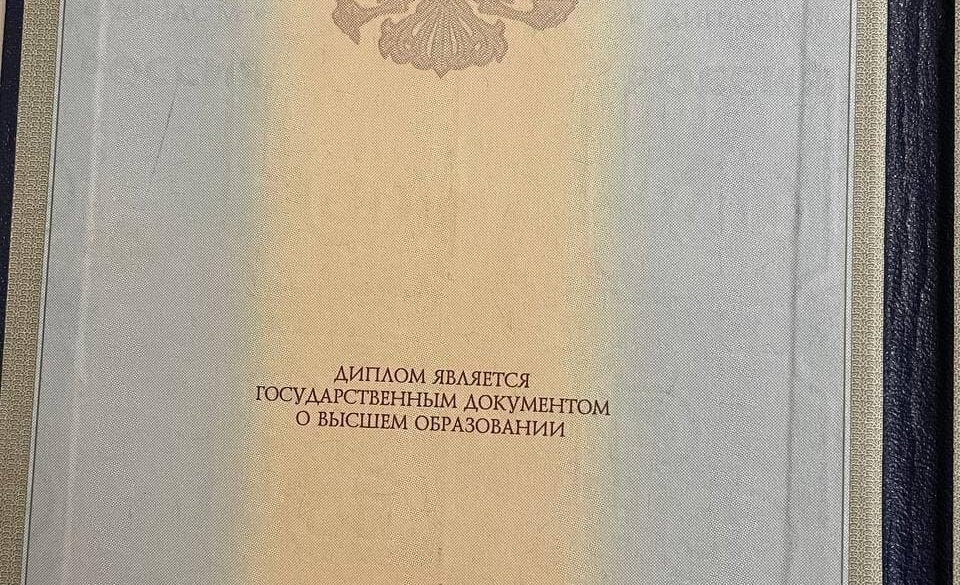 ДИПЛОМ ЯВЛЯЕТСЯ
ГОСУДАРСТВЕННЫМ ДОКУМЕНТОМ
О ВЫСШЕМ ОБРАЗОВАНИИ